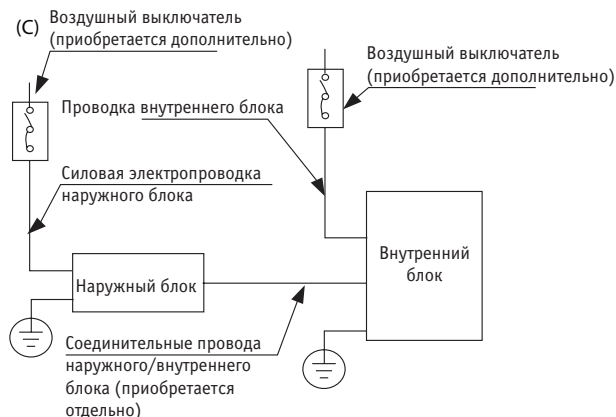 (C)
Воздушный выключатель
(приобретается дополнительно)
Воздушный выключатель
(приобретается дополнительно)
Проводка внутреннего блока
Силовая электропроводка
наружного блока
Наружный блок
Внутренний
блок
Соединительные провода
наружного/внутреннего
блока (приобретается
отдельно)